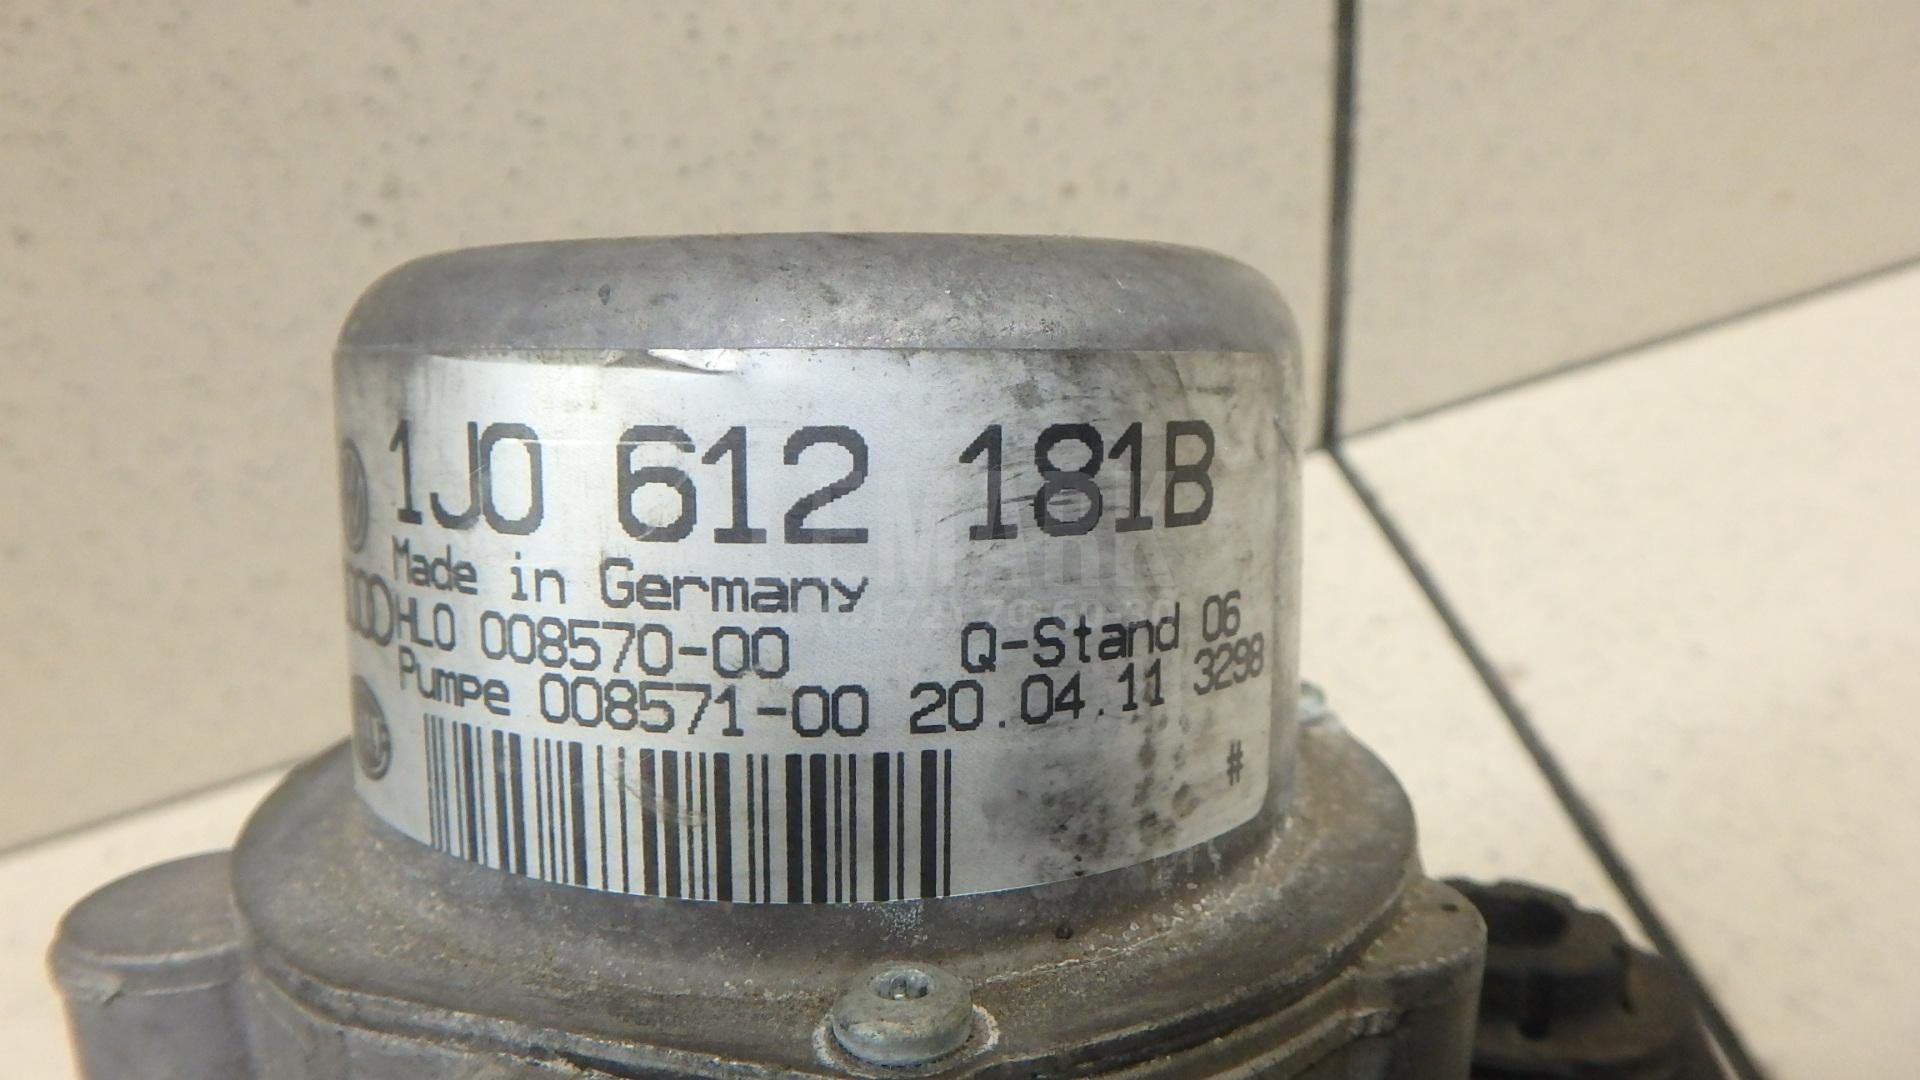 1J0 612 181B
Made in Germany
HLO 008570-00 Q-Stand 06
Pumpe 008571-00 20.04.11 3298
#